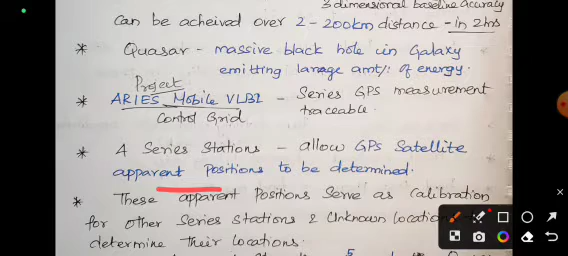 3 dimensional baseline accuracy
can be acheived over 2 - 200km distance - in 2hrs
* Quasar - massive black hole in Galaxy
emitting larage amt/: of energy.
Project
* ARIES Mobile VLBI - Series GPS measurement
Control Grid traceable.
* 4 Series Stations - allow GPS Satellite
apparent Positions to be determined.
* These apparent Positions Serve as Calibration
for other Series Stations & Unknown location
determine their locations.